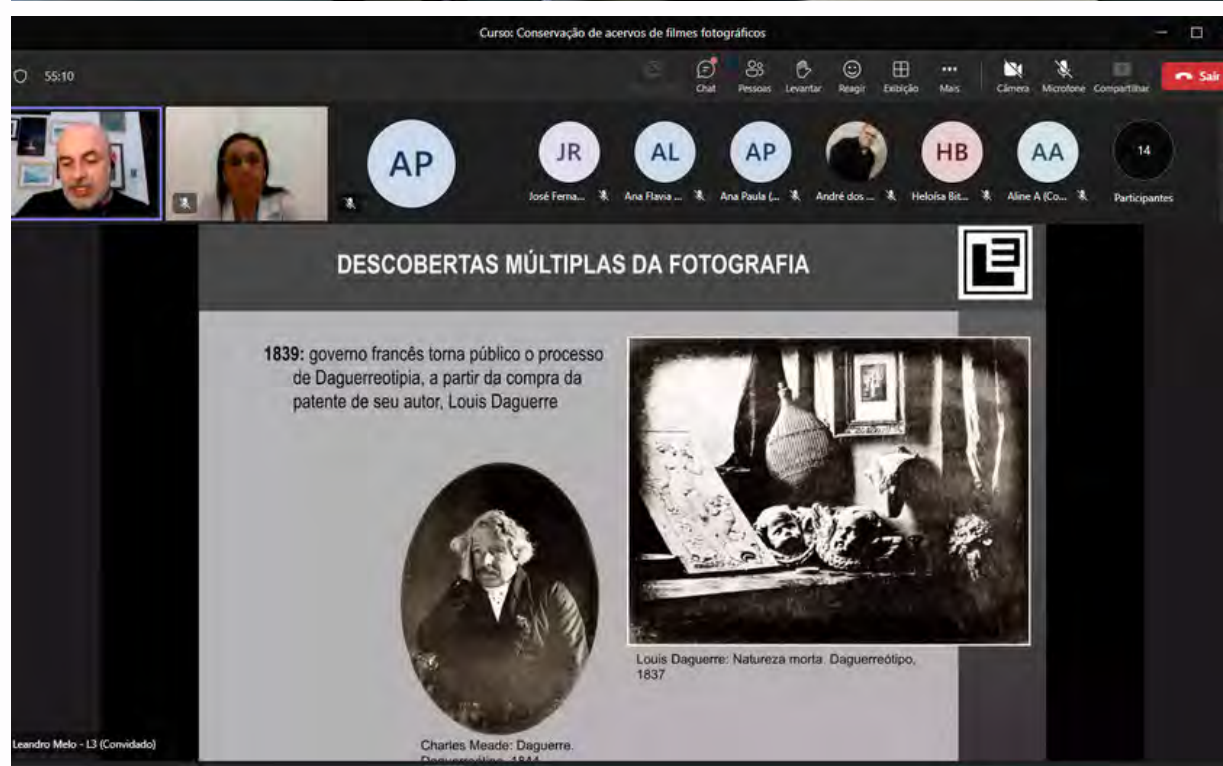 Curso: Conservação de acervos de filmes fotográficos
55:10
Chat
Pessoas
Levantar
Reagir
Exibição
Mais
Câmera
Microfone
Compartilhar
Sair
AP
JR
AL
AP
HB
AA
14
José Ferna...
Ana Flavia ...
Ana Paula (...
André dos ...
Heloísa Bit...
Aline A (Co...
Participantes
DESCOBERTAS MÚLTIPLAS DA FOTOGRAFIA
L3
1839: governo francês torna público o processo
de Daguerreotipia, a partir da compra da
patente de seu autor, Louis Daguerre
Louis Daguerre: Natureza morta. Daguerreótipo,
1837
Charles Meade: Daguerre.
Daguerreótipo, 1844
Leandro Melo - L3 (Convidado)